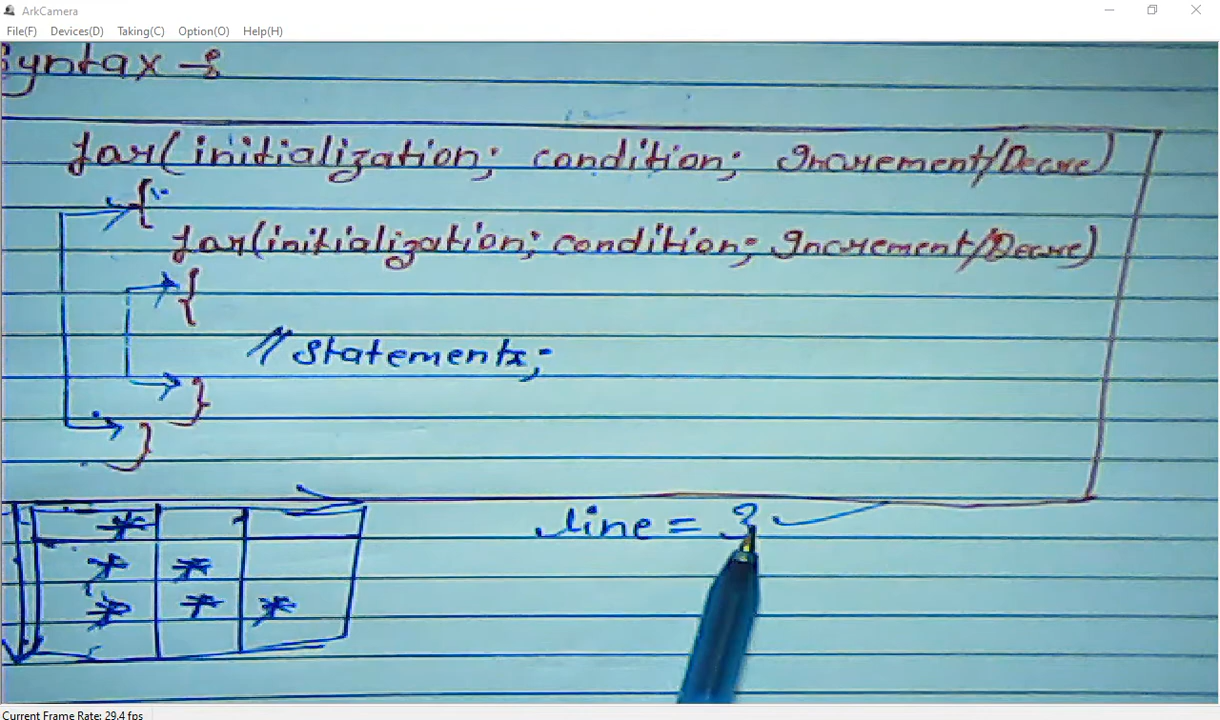 ArkCamera
File(F) Devices(D) Taking(C) Option(O) Help(H)
Syntax -:
for(initialization; condition; Increment/Decre)
{
for(initialization; condition; Increment/Decre)
{
// Statements;
}
}
*
* *
* * *
line = 3
Current Frame Rate: 29.4 fps